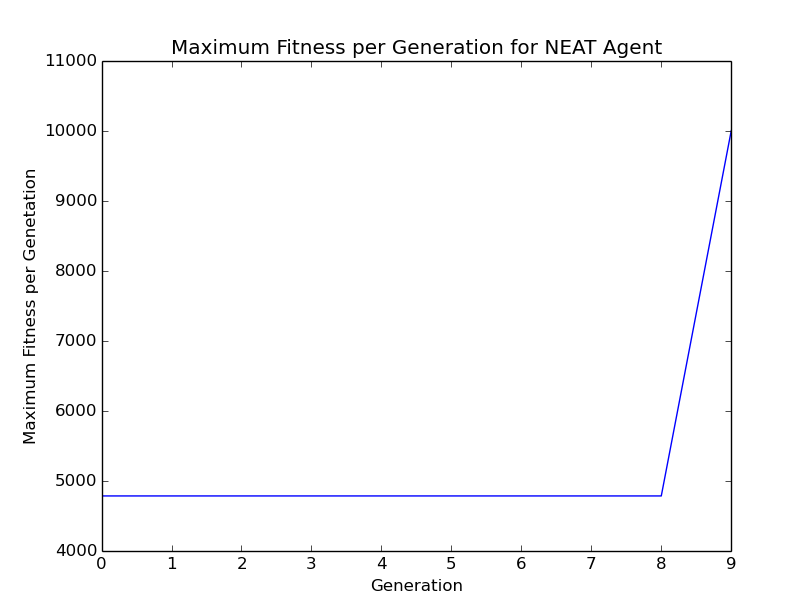 Maximum Fitness per Generation for NEAT Agent
11000
10000
9000
8000
7000
6000
5000
4000
Maximum Fitness per Genetation
0 1 2 3 4 5 6 7 8 9
Generation